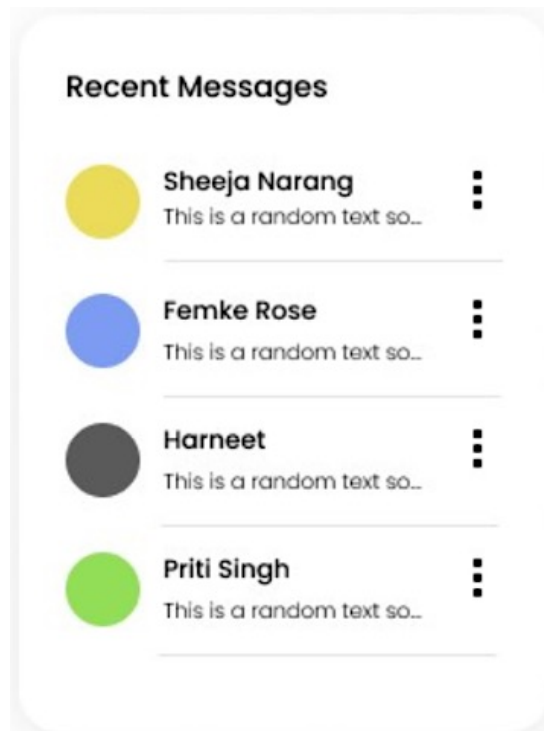 Recent Messages
Sheeja Narang
This is a random text so...
Femke Rose
This is a random text so...
Harneet
This is a random text so...
Priti Singh
This is a random text so...